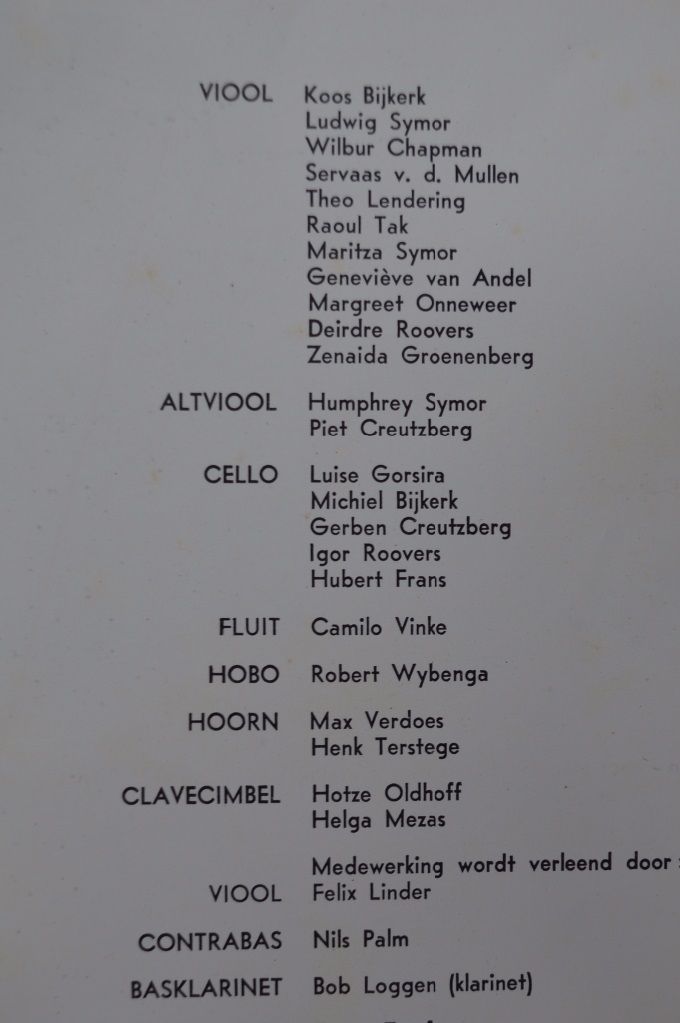 VIOOL Koos Bijkerk
Ludwig Symor
Wilbur Chapman
Servaas v. d. Mullen
Theo Lendering
Raoul Tak
Maritza Symor
Geneviève van Andel
Margreet Onneweer
Deirdre Roovers
Zenaida Groenenberg
ALTVIOOL Humphrey Symor
Piet Creutzberg
CELLO Luise Gorsira
Michiel Bijkerk
Gerben Creutzberg
Igor Roovers
Hubert Frans
FLUIT Camilo Vinke
HOBO Robert Wybenga
HOORN Max Verdoes
Henk Terstege
CLAVECIMBEL Hotze Oldhoff
Helga Mezas
Medewerking wordt verleend door:
VIOOL Felix Linder
CONTRABAS Nils Palm
BASKLARINET Bob Loggen (klarinet)